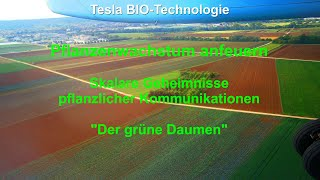 Tesla BIO-Technologie
Pflanzenwachstum anfeuern
Skalare Geheimnisse
pflanzlicher Kommunikationen
"Der grüne Daumen"